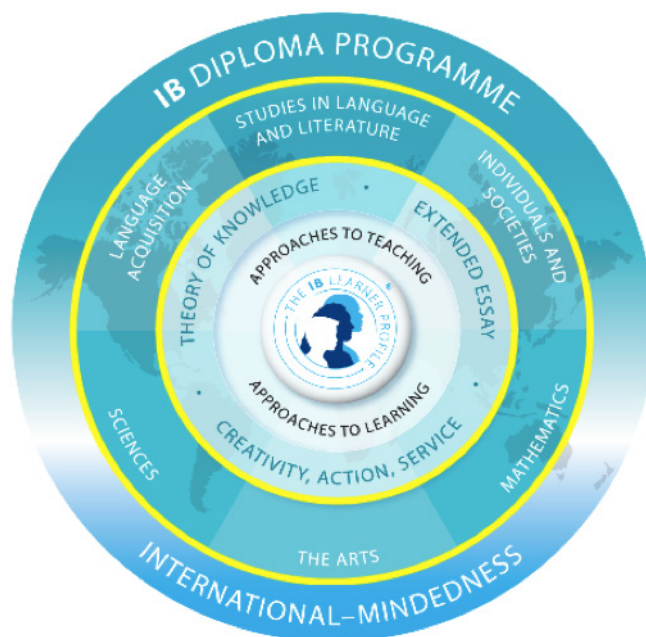 IB DIPLOMA PROGRAMME
STUDIES IN LANGUAGE
AND LITERATURE
LANGUAGE
ACQUISITION
INDIVIDUALS AND
SOCIETIES
THEORY OF KNOWLEDGE
EXTENDED ESSAY
APPROACHES TO TEACHING
THE IB LEARNER PROFILE
APPROACHES TO LEARNING
CREATIVITY, ACTION, SERVICE
SCIENCES
MATHEMATICS
THE ARTS
INTERNATIONAL–MINDEDNESS